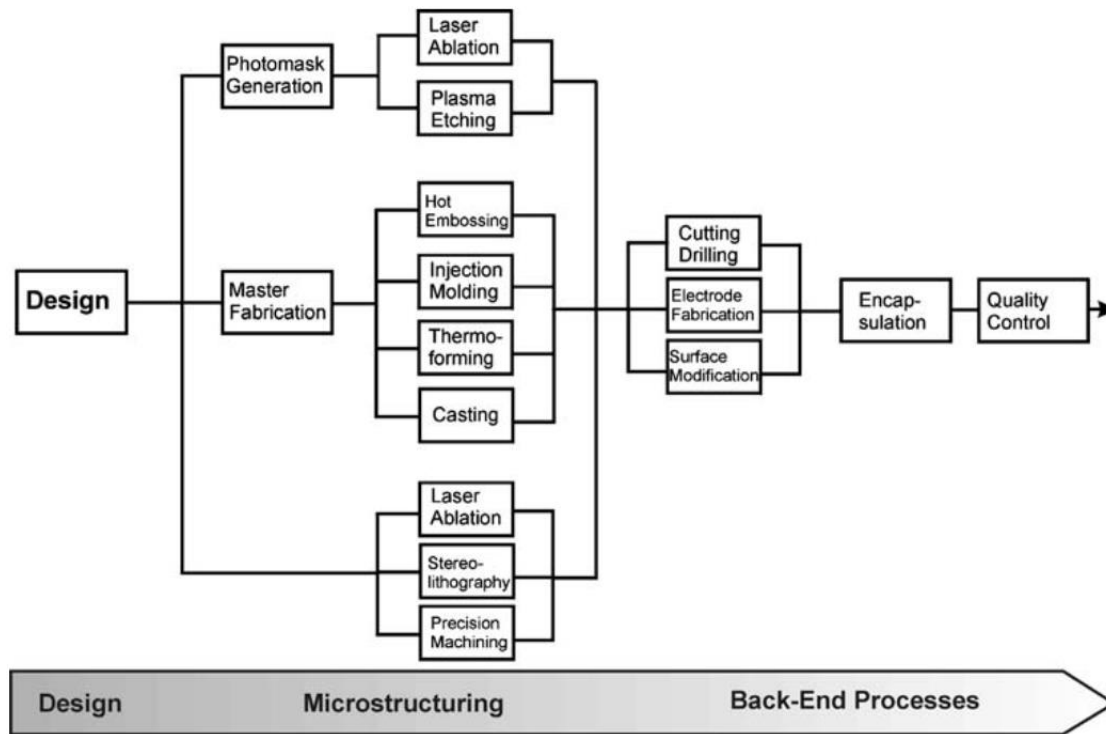 Design
Photomask
Generation
Laser
Ablation
Plasma
Etching
Master
Fabrication
Hot
Embossing
Injection
Molding
Thermo-
forming
Casting
Laser
Ablation
Stereo-
lithography
Precision
Machining
Cutting
Drilling
Electrode
Fabrication
Surface
Modification
Encap-
sulation
Quality
Control
Design
Microstructuring
Back-End Processes